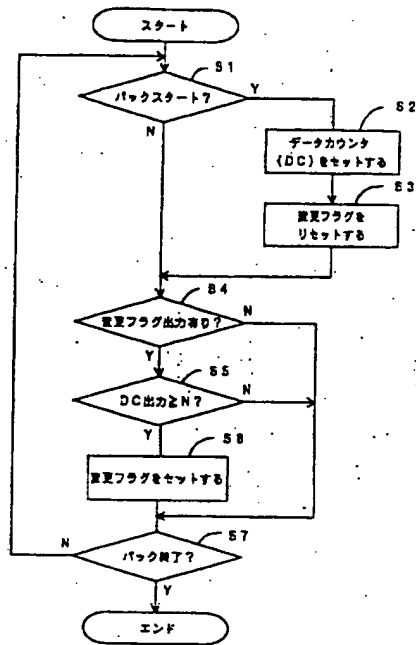 スタート
S1
パックスタート?
Y
N
S2
データカウンタ
(DC)をセットする
S3
変更フラグを
リセットする
S4
変更フラグ出力有り?
N
Y
S5
DC出力≧N?
N
Y
S6
変更フラグをセットする
S7
パック終了?
N
Y
エンド